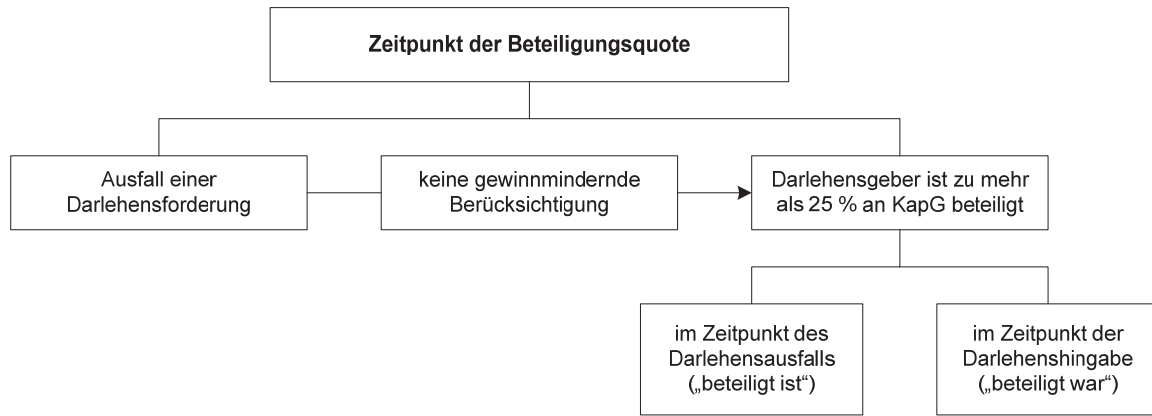 Zeitpunkt der Beteiligungsquote
Ausfall einer
Darlehensforderung
keine gewinnmindernde
Berücksichtigung
Darlehensgeber ist zu mehr
als 25 % an KapG beteiligt
im Zeitpunkt des
Darlehensausfalls
(„beteiligt ist“)
im Zeitpunkt der
Darlehenshingabe
(„beteiligt war“)